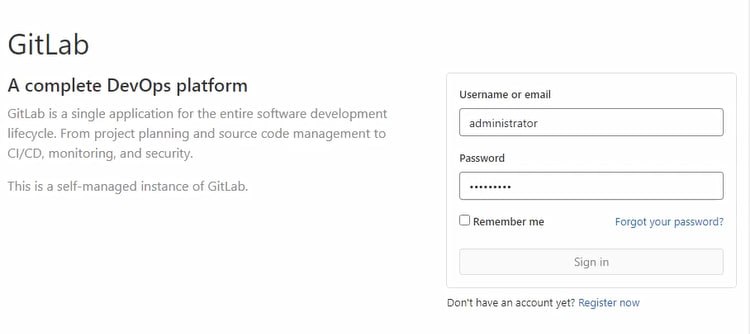 GitLab
A complete DevOps platform
GitLab is a single application for the entire software development
lifecycle. From project planning and source code management to
CI/CD, monitoring, and security.
This is a self-managed instance of GitLab.
Username or email
administrator
Password
•••••••••
Remember me
Forgot your password?
Sign in
Don't have an account yet? Register now